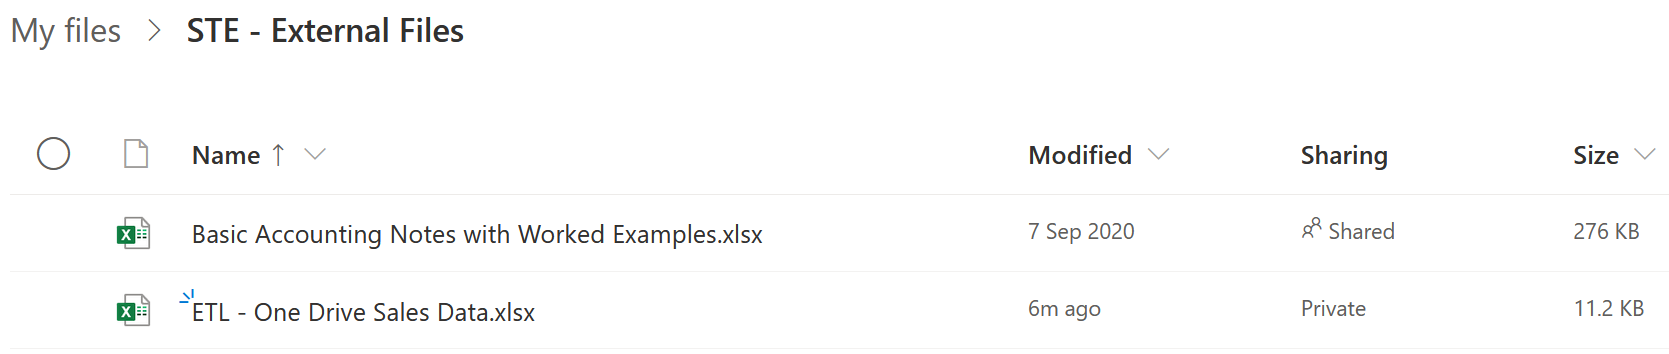 My files > STE - External Files
Name ↑ Modified Sharing Size
Basic Accounting Notes with Worked Examples.xlsx 7 Sep 2020 Shared 276 KB
ETL - One Drive Sales Data.xlsx 6m ago Private 11.2 KB